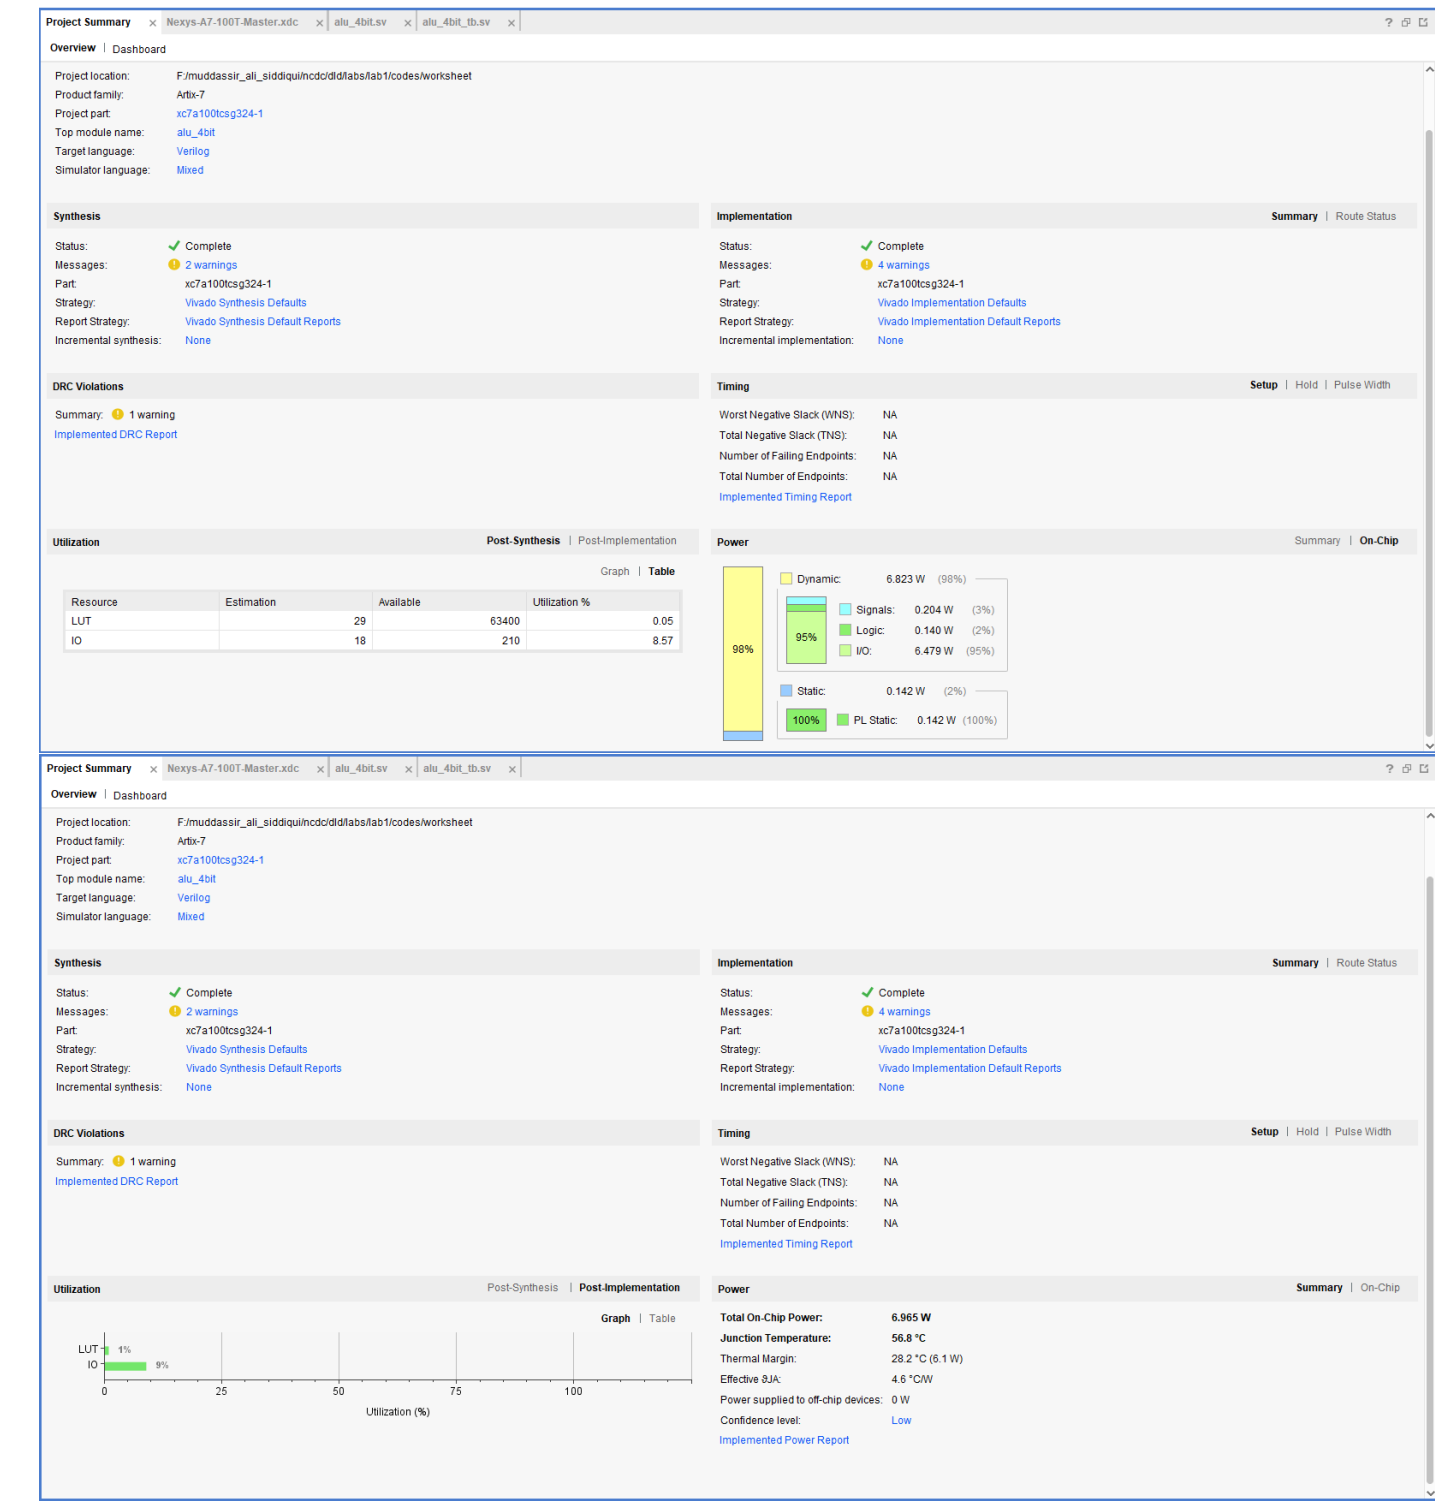 Project Summary × Nexys-A7-100T-Master.xdc × alu_4bit.sv × alu_4bit_tb.sv × ?
Overview | Dashboard
Project location: F:/muddassir_ali_siddiqui/ncdc/dld/labs/lab1/codes/worksheet
Product family: Artix-7
Project part: xc7a100tcsg324-1
Top module name: alu_4bit
Target language: Verilog
Simulator language: Mixed
Synthesis
Status: Complete
Messages: 2 warnings
Part: xc7a100tcsg324-1
Strategy: Vivado Synthesis Defaults
Report Strategy: Vivado Synthesis Default Reports
Incremental synthesis: None
Implementation Summary | Route Status
Status: Complete
Messages: 4 warnings
Part: xc7a100tcsg324-1
Strategy: Vivado Implementation Defaults
Report Strategy: Vivado Implementation Default Reports
Incremental implementation: None
DRC Violations
Summary: 1 warning
Implemented DRC Report
Timing Setup | Hold | Pulse Width
Worst Negative Slack (WNS): NA
Total Negative Slack (TNS): NA
Number of Failing Endpoints: NA
Total Number of Endpoints: NA
Implemented Timing Report
Utilization Post-Synthesis | Post-Implementation
Graph | Table
Resource Estimation Available Utilization %
LUT 29 63400 0.05
IO 18 210 8.57
Power Summary | On-Chip
98%
Dynamic: 6.823 W (98%)
95%
Signals: 0.204 W (3%)
Logic: 0.140 W (2%)
I/O: 6.479 W (95%)
Static: 0.142 W (2%)
100% PL Static: 0.142 W (100%)
Project Summary × Nexys-A7-100T-Master.xdc × alu_4bit.sv × alu_4bit_tb.sv × ?
Overview | Dashboard
Project location: F:/muddassir_ali_siddiqui/ncdc/dld/labs/lab1/codes/worksheet
Product family: Artix-7
Project part: xc7a100tcsg324-1
Top module name: alu_4bit
Target language: Verilog
Simulator language: Mixed
Synthesis
Status: Complete
Messages: 2 warnings
Part: xc7a100tcsg324-1
Strategy: Vivado Synthesis Defaults
Report Strategy: Vivado Synthesis Default Reports
Incremental synthesis: None
Implementation Summary | Route Status
Status: Complete
Messages: 4 warnings
Part: xc7a100tcsg324-1
Strategy: Vivado Implementation Defaults
Report Strategy: Vivado Implementation Default Reports
Incremental implementation: None
DRC Violations
Summary: 1 warning
Implemented DRC Report
Timing Setup | Hold | Pulse Width
Worst Negative Slack (WNS): NA
Total Negative Slack (TNS): NA
Number of Failing Endpoints: NA
Total Number of Endpoints: NA
Implemented Timing Report
Utilization Post-Synthesis | Post-Implementation
Graph | Table
LUT 1%
IO 9%
0 25 50 75 100
Utilization (%)
Power Summary | On-Chip
Total On-Chip Power: 6.965 W
Junction Temperature: 56.8 °C
Thermal Margin: 28.2 °C (6.1 W)
Effective ϑJA: 4.6 °C/W
Power supplied to off-chip devices: 0 W
Confidence level: Low
Implemented Power Report